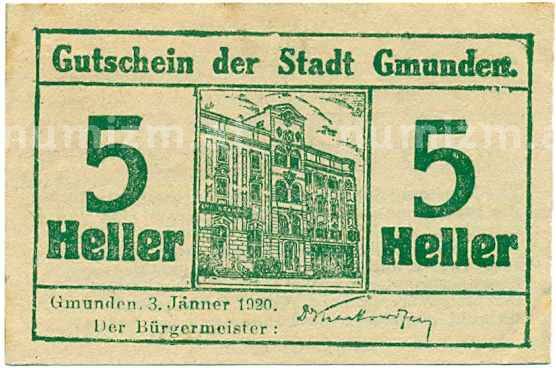 Gutschein der Stadt Gmunden.
5 5
Heller Heller
Gmunden, 3. Jänner 1920.
Der Bürgermeister: